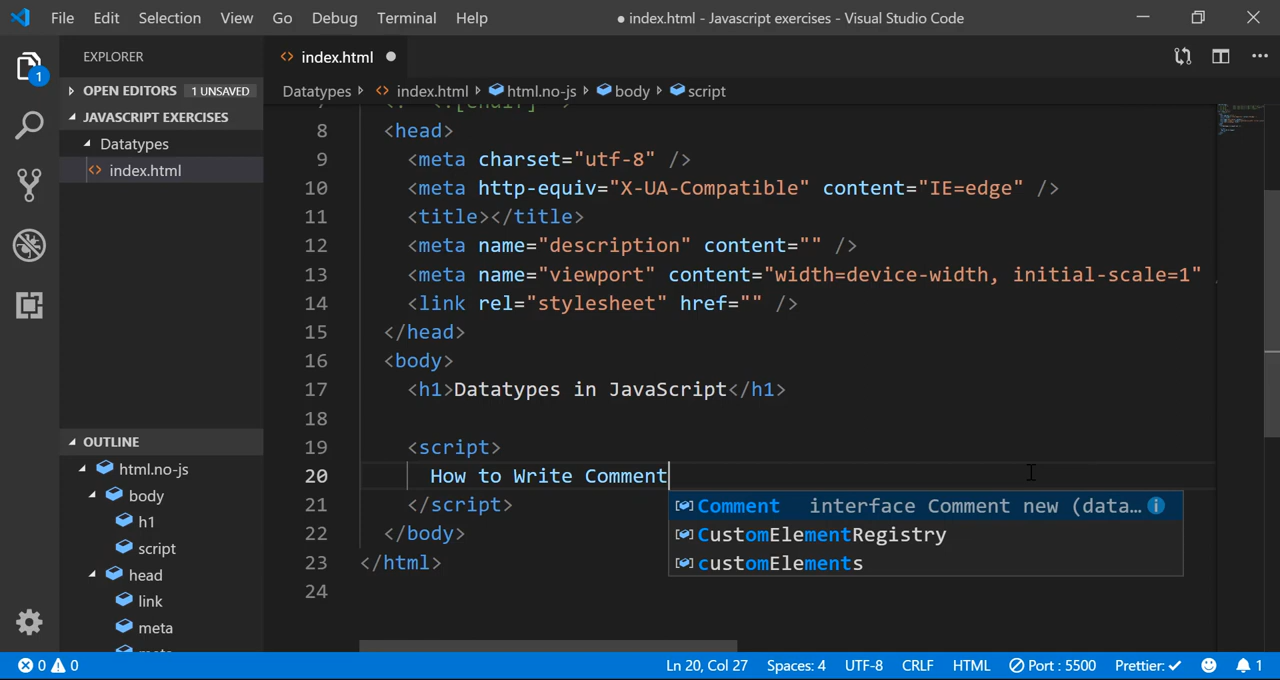 File Edit Selection View Go Debug Terminal Help
● index.html - Javascript exercises - Visual Studio Code
EXPLORER
1
OPEN EDITORS 1 UNSAVED
JAVASCRIPT EXERCISES
Datatypes
<> index.html
OUTLINE
html.no-js
body
h1
script
head
link
meta
<> index.html ●
Datatypes <> index.html html.no-js body script
8 <head>
9 <meta charset="utf-8" />
10 <meta http-equiv="X-UA-Compatible" content="IE=edge" />
11 <title></title>
12 <meta name="description" content="" />
13 <meta name="viewport" content="width=device-width, initial-scale=1"
14 <link rel="stylesheet" href="" />
15 </head>
16 <body>
17 <h1>Datatypes in JavaScript</h1>
18
19 <script>
20 How to Write Comment
21 </script>
22 </body>
23 </html>
24
Comment interface Comment new (data…
CustomElementRegistry
customElements
0 0
Ln 20, Col 27 Spaces: 4 UTF-8 CRLF HTML Port : 5500 Prettier: ✓ 1